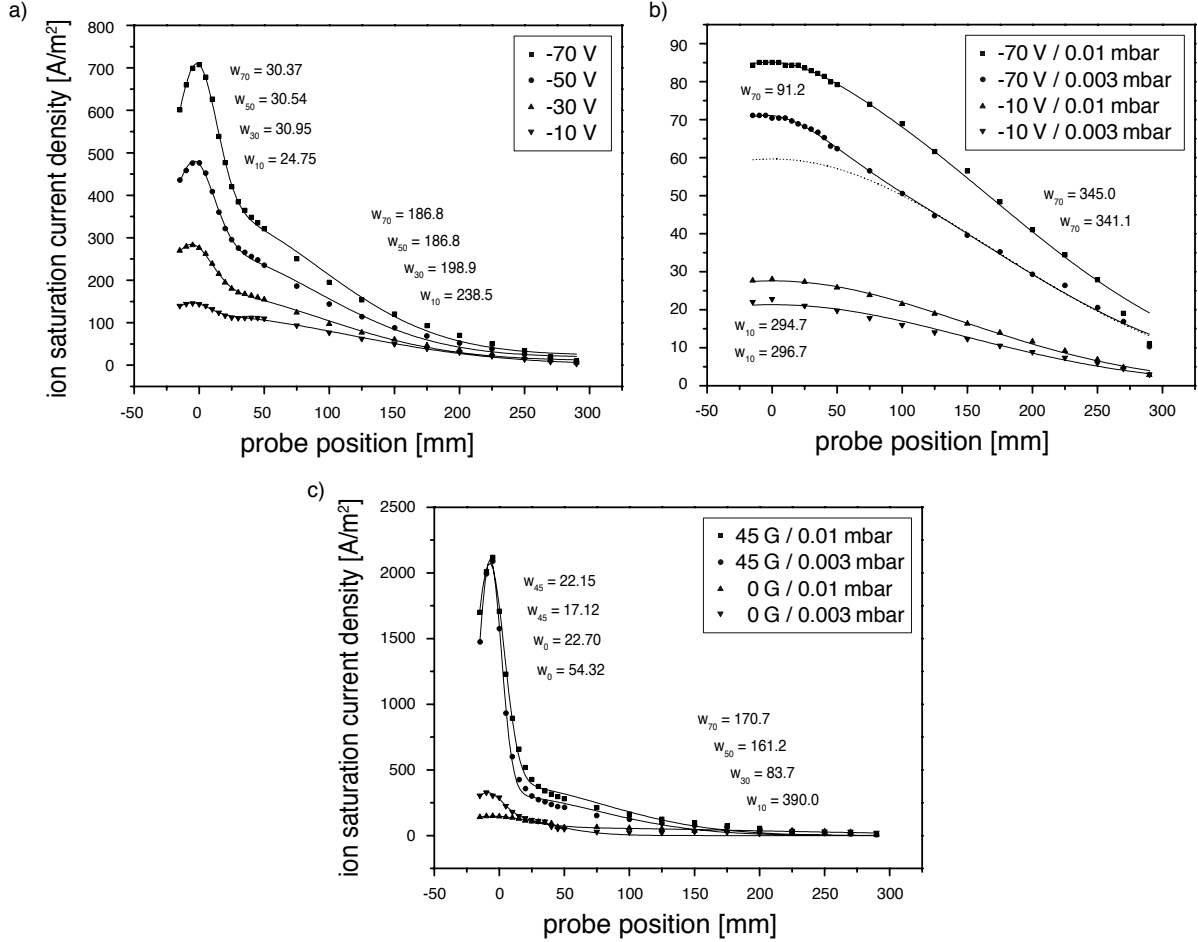 a)
ion saturation current density [A/m²]
800
700
600
500
400
300
200
100
0
-50
0
50
100
150
200
250
300
probe position [mm]
-70 V
-50 V
-30 V
-10 V
w70 = 30.37
w50 = 30.54
w30 = 30.95
w10 = 24.75
w70 = 186.8
w50 = 186.8
w30 = 198.9
w10 = 238.5
b)
ion saturation current density [A/m²]
90
80
70
60
50
40
30
20
10
0
-50
0
50
100
150
200
250
300
probe position [mm]
-70 V / 0.01 mbar
-70 V / 0.003 mbar
-10 V / 0.01 mbar
-10 V / 0.003 mbar
w70 = 91.2
w70 = 345.0
w70 = 341.1
w10 = 294.7
w10 = 296.7
c)
ion saturation current density [A/m²]
2500
2000
1500
1000
500
0
-50
0
50
100
150
200
250
300
probe position [mm]
45 G / 0.01 mbar
45 G / 0.003 mbar
0 G / 0.01 mbar
0 G / 0.003 mbar
w45 = 22.15
w45 = 17.12
w0 = 22.70
w0 = 54.32
w70 = 170.7
w50 = 161.2
w30 = 83.7
w10 = 390.0